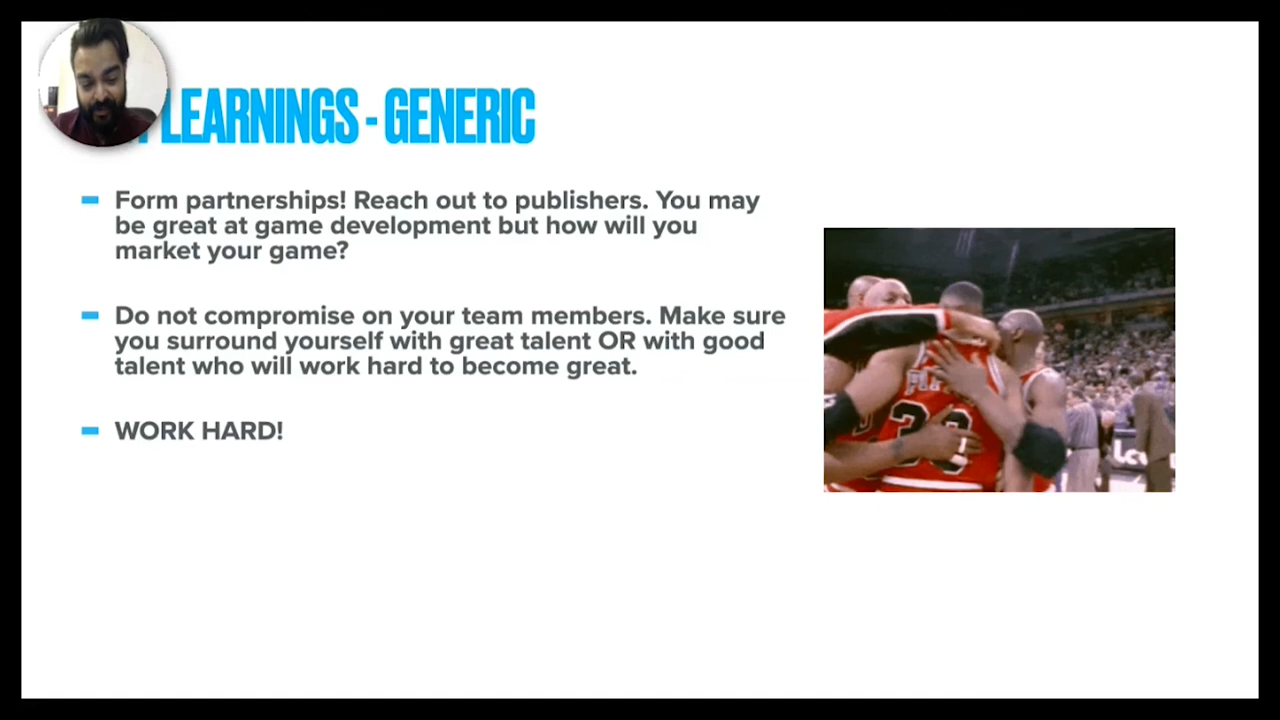 LEARNINGS - GENERIC
Form partnerships! Reach out to publishers. You may
be great at game development but how will you
market your game?
Do not compromise on your team members. Make sure
you surround yourself with great talent OR with good
talent who will work hard to become great.
WORK HARD!
33